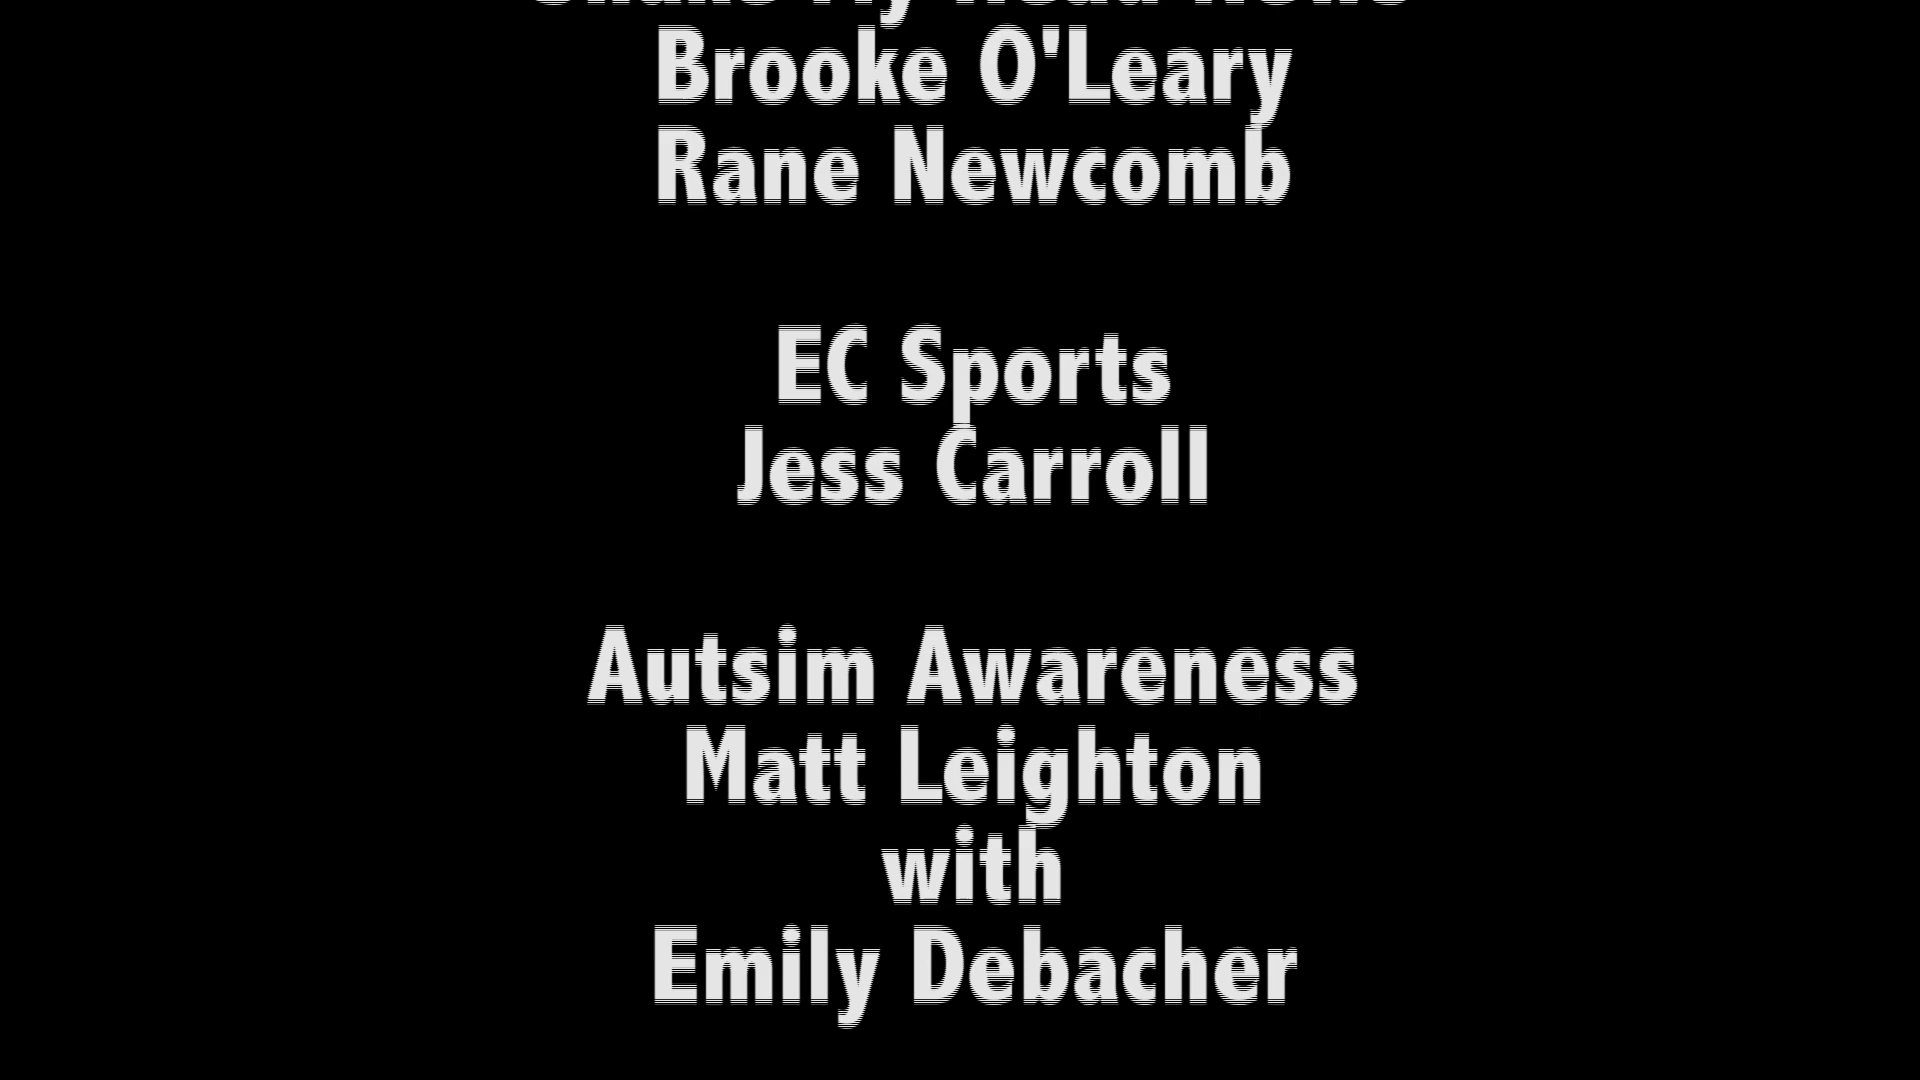 Brooke O'Leary
Rane Newcomb
EC Sports
Jess Carroll
Autsim Awareness
Matt Leighton
with
Emily Debacher